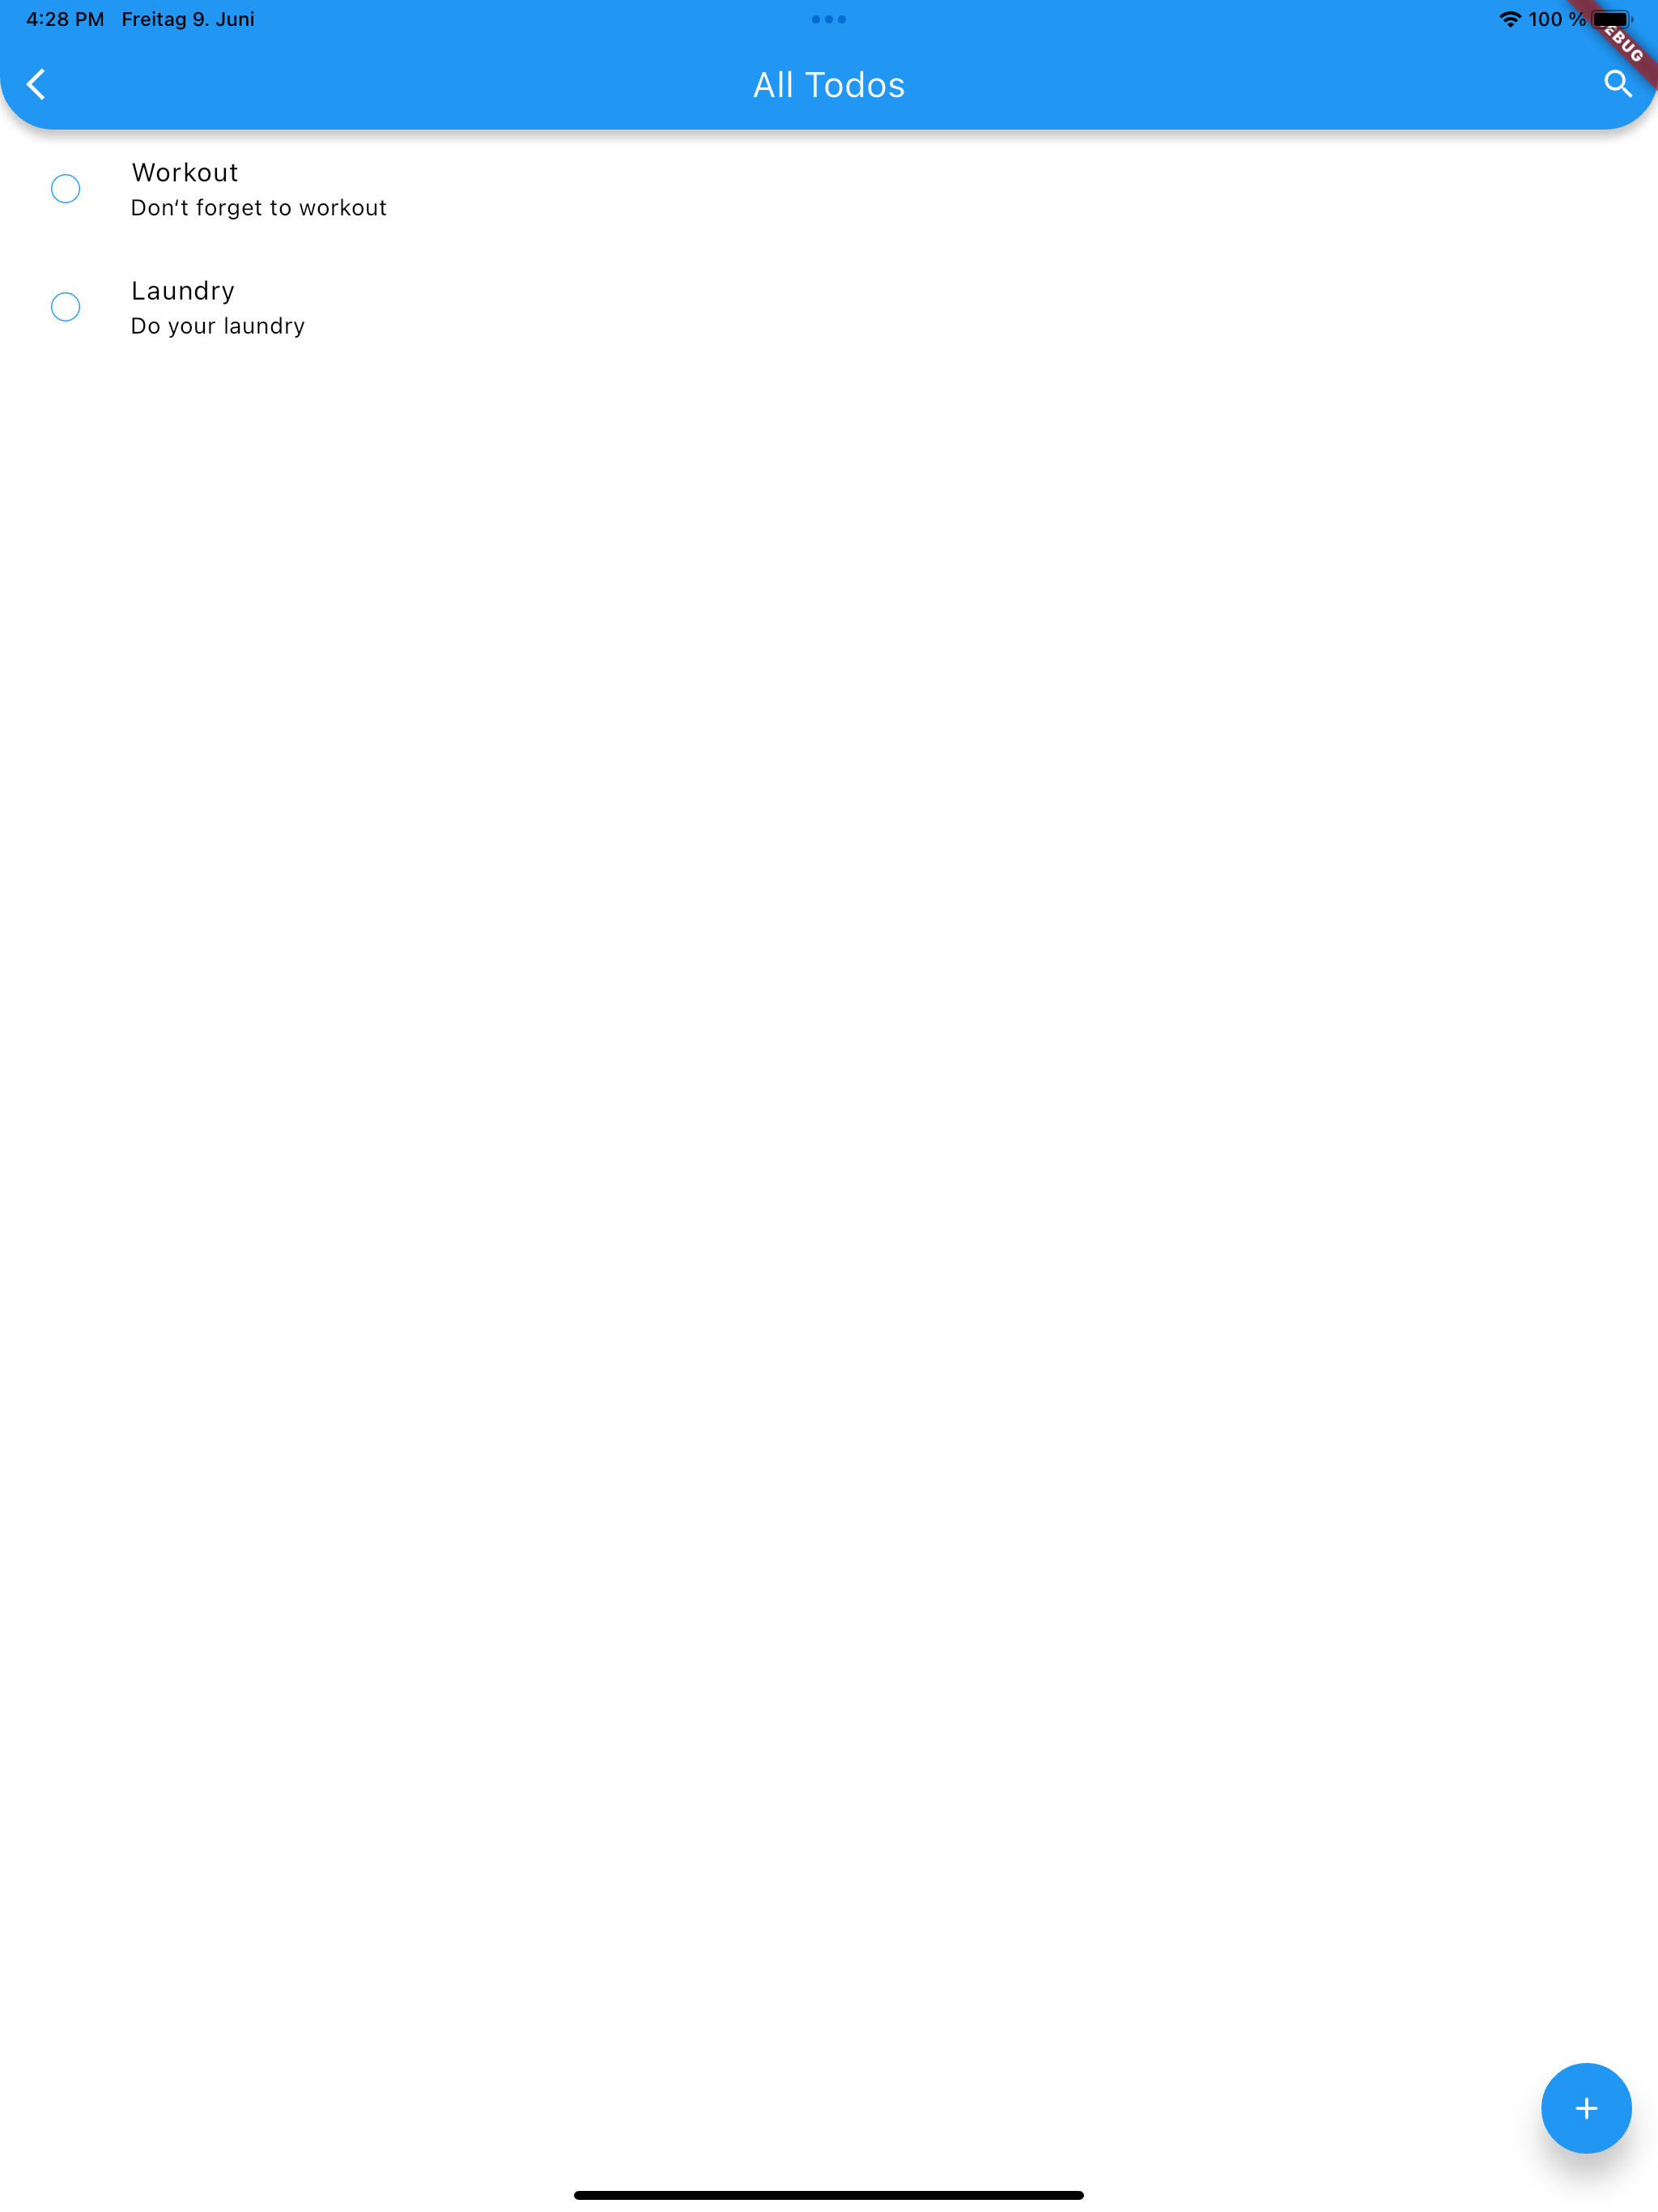 4:28 PM Freitag 9. Juni
100 %
EBUG
All Todos
Workout
Don‘t forget to workout
Laundry
Do your laundry